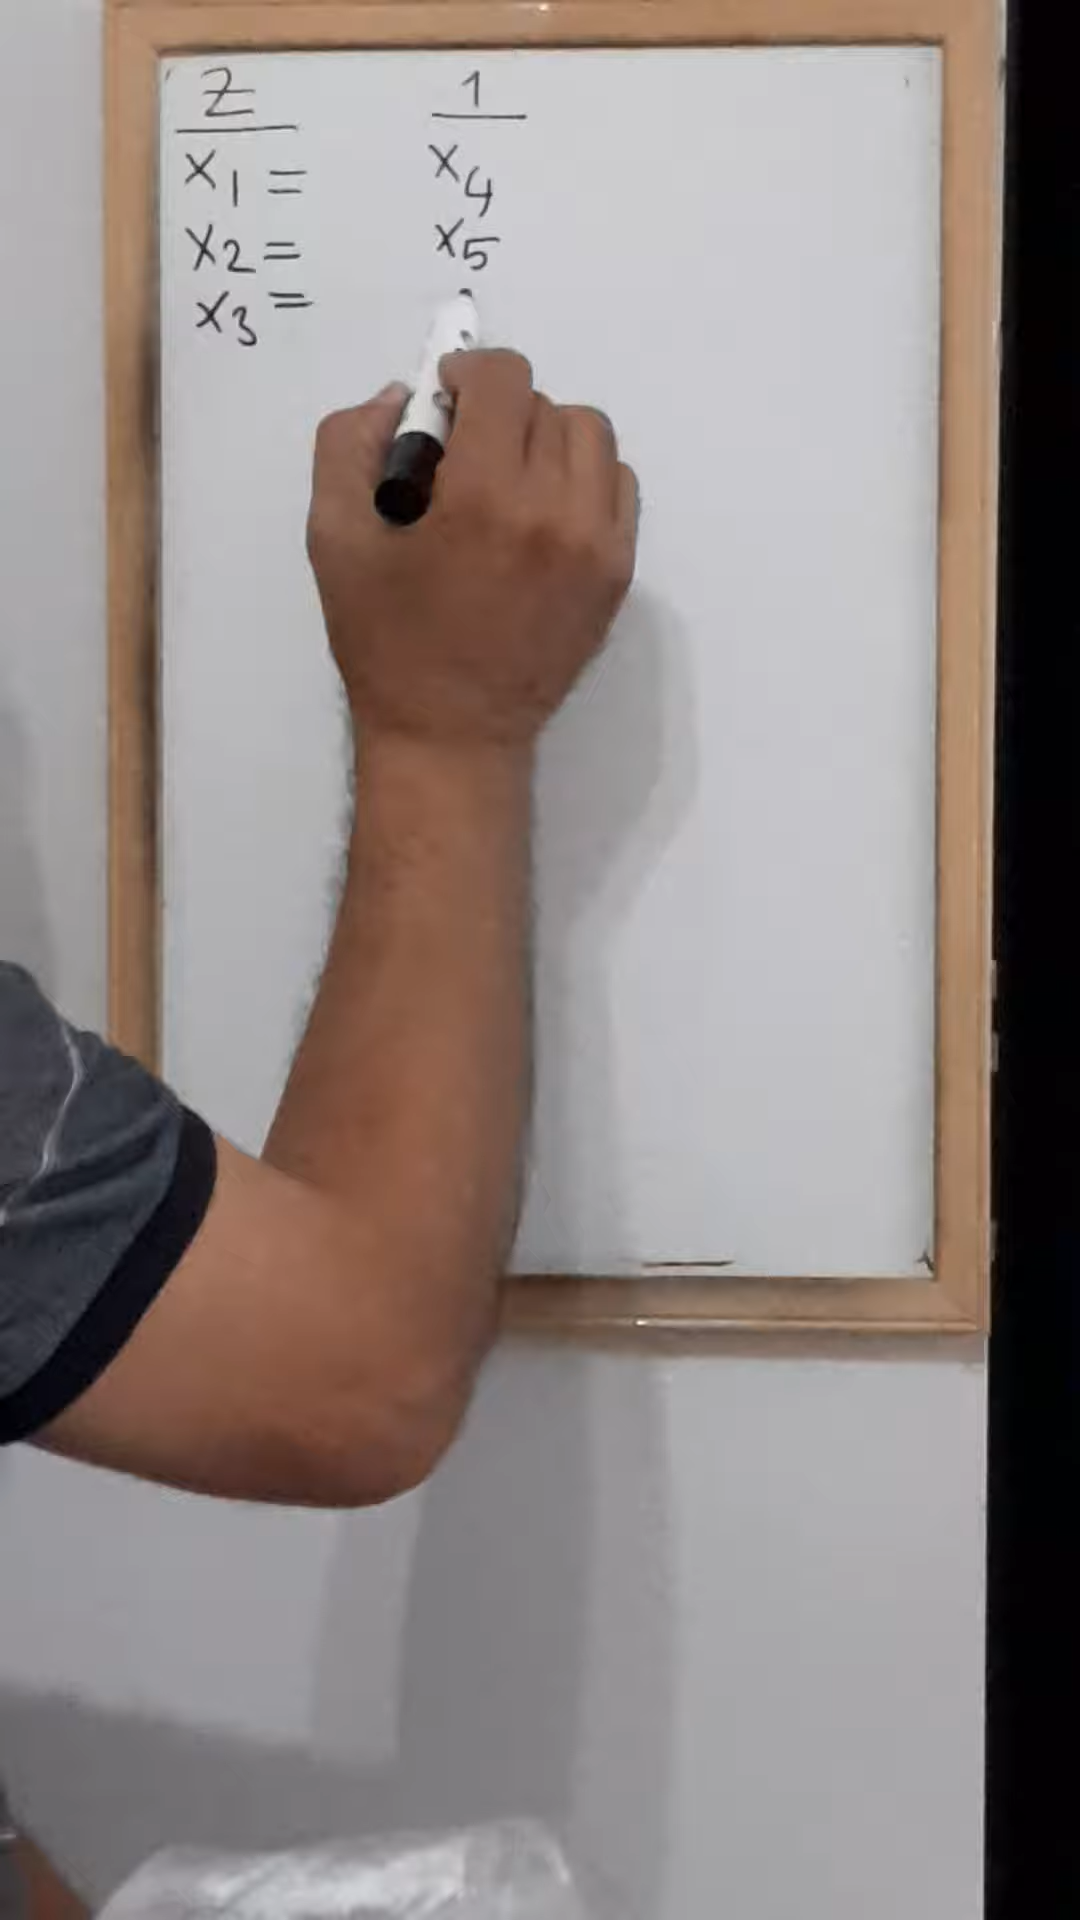 Z 1
x1 = x4
x2 = x5
x3 =